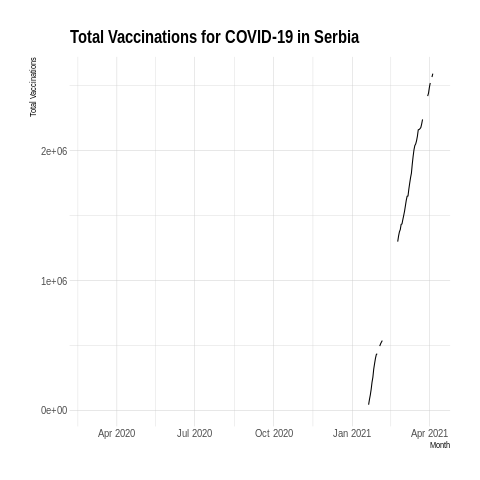 Total Vaccinations for COVID-19 in Serbia
Total Vaccinations
2e+06
1e+06
0e+00
Apr 2020 Jul 2020 Oct 2020 Jan 2021 Apr 2021
Month